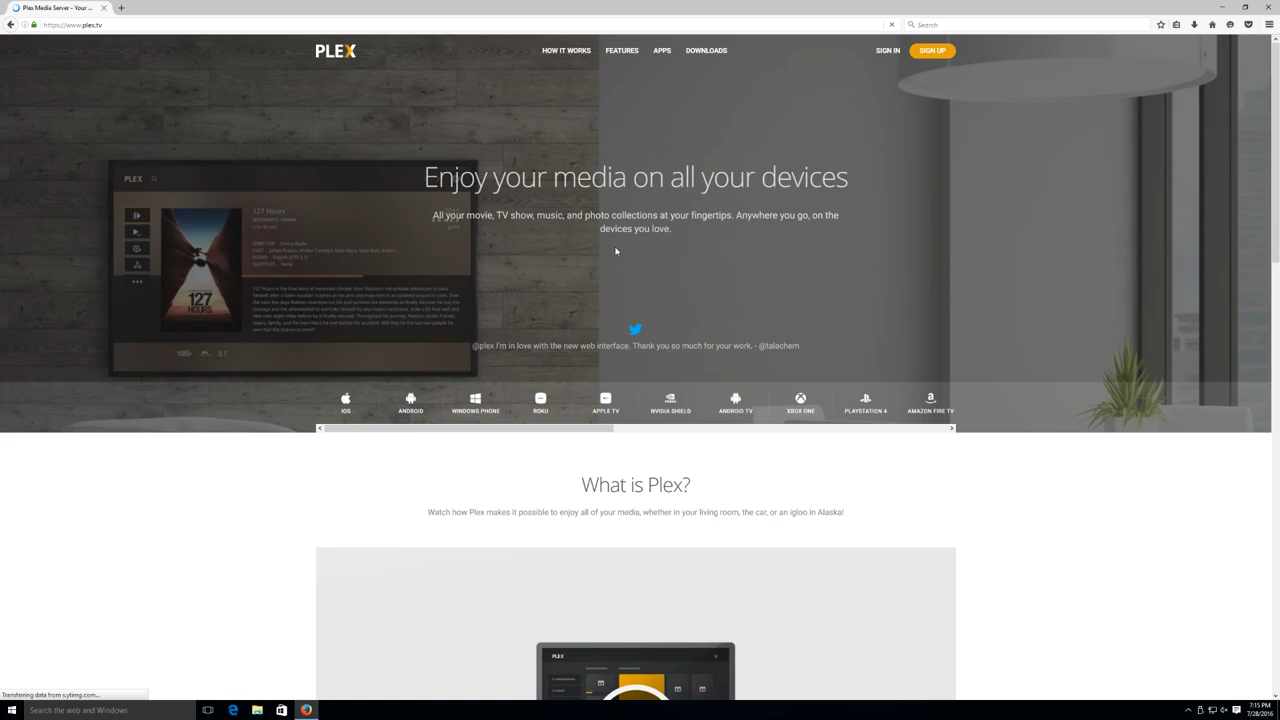 Plex Media Server - Your ...
https://www.plex.tv
Search
PLEX
HOW IT WORKS FEATURES APPS DOWNLOADS
SIGN IN SIGN UP
Enjoy your media on all your devices
All your movie, TV show, music, and photo collections at your fingertips. Anywhere you go, on the
devices you love.
PLEX
127 Hours
127
HOURS
1080p 5.1
@plex I'm in love with the new web interface. Thank you so much for your work. - @talachem
IOS ANDROID WINDOWS PHONE ROKU APPLE TV NVIDIA SHIELD ANDROID TV XBOX ONE PLAYSTATION 4 AMAZON FIRE TV
What is Plex?
Watch how Plex makes it possible to enjoy all of your media, whether in your living room, the car, or an igloo in Alaska!
PLEX
Transferring data from s.ytimg.com...
Search the web and Windows
7:15 PM
7/28/2016